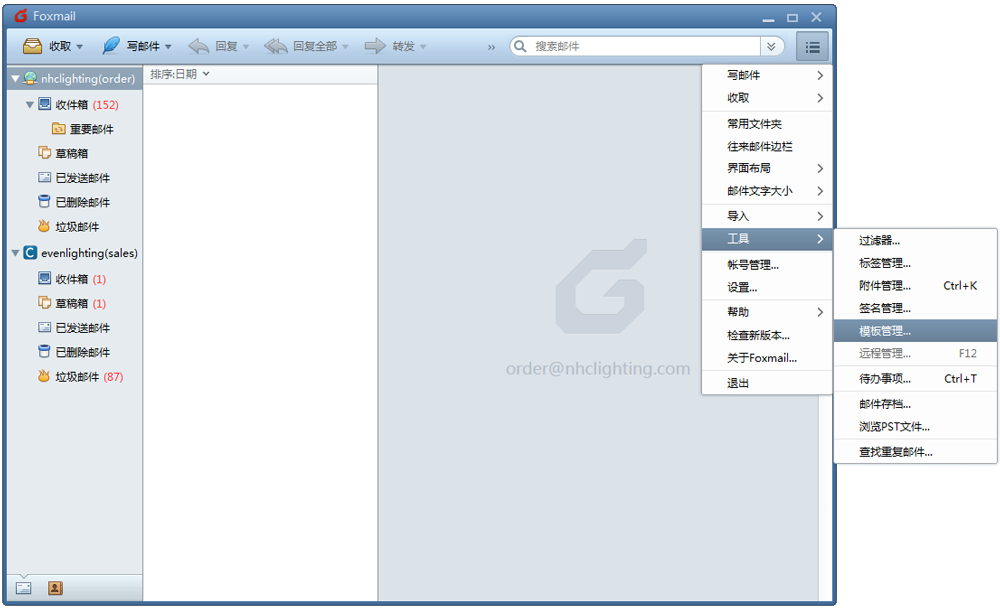 Foxmail
收取
写邮件
回复
回复全部
转发
»
搜索邮件
nhclighting(order)
收件箱 (152)
重要邮件
草稿箱
已发送邮件
已删除邮件
垃圾邮件
evenlighting(sales)
收件箱 (1)
草稿箱 (1)
已发送邮件
已删除邮件
垃圾邮件 (87)
排序:日期
order@nhclighting.com
写邮件
收取
常用文件夹
往来邮件边栏
界面布局
邮件文字大小
导入
工具
帐号管理...
设置...
帮助
检查新版本...
关于Foxmail...
退出
过滤器...
标签管理...
附件管理... Ctrl+K
签名管理...
模板管理...
远程管理... F12
待办事项... Ctrl+T
邮件存档...
浏览PST文件...
查找重复邮件...